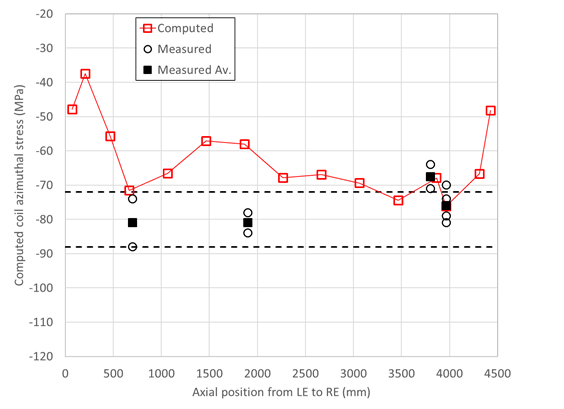 Computed
Measured
Measured Av.
Computed coil azimuthal stress (MPa)
-20
-30
-40
-50
-60
-70
-80
-90
-100
-110
-120
0 500 1000 1500 2000 2500 3000 3500 4000 4500
Axial position from LE to RE (mm)